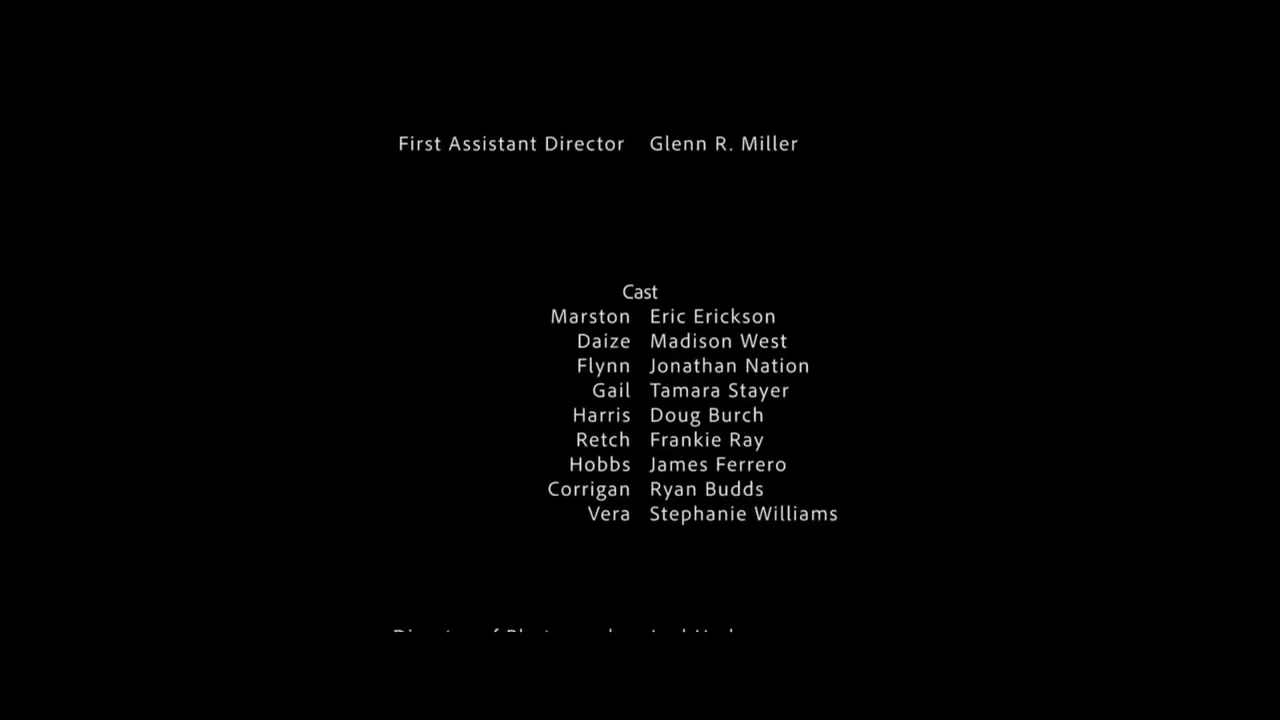 First Assistant Director Glenn R. Miller
Cast
Marston Eric Erickson
Daize Madison West
Flynn Jonathan Nation
Gail Tamara Stayer
Harris Doug Burch
Retch Frankie Ray
Hobbs James Ferrero
Corrigan Ryan Budds
Vera Stephanie Williams